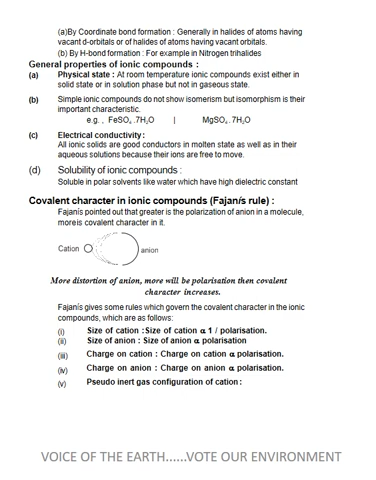 (a)By Coordinate bond formation : Generally in halides of atoms having
vacant d-orbitals or of halides of atoms having vacant orbitals.
(b) By H-bond formation : For example in Nitrogen trihalides
General properties of ionic compounds :
(a) Physical state : At room temperature ionic compounds exist either in
solid state or in solution phase but not in gaseous state.
(b) Simple ionic compounds do not show isomerism but isomorphism is their
important characteristic.
e.g. , FeSO₄ .7H₂O | MgSO₄ . 7H₂O
(c) Electrical conductivity :
All ionic solids are good conductors in molten state as well as in their
aqueous solutions because their ions are free to move.
(d) Solubility of ionic compounds :
Soluble in polar solvents like water which have high dielectric constant
Covalent character in ionic compounds (Fajan's rule) :
Fajan's pointed out that greater is the polarization of anion in a molecule,
more is covalent character in it.
Cation anion
More distortion of anion, more will be polarisation then covalent
character increases.
Fajan's gives some rules which govern the covalent character in the ionic
compounds, which are as follows:
(i) Size of cation : Size of cation α 1 / polarisation.
(ii) Size of anion : Size of anion α polarisation
(iii) Charge on cation : Charge on cation α polarisation.
(iv) Charge on anion : Charge on anion α polarisation.
(v) Pseudo inert gas configuration of cation :
VOICE OF THE EARTH......VOTE OUR ENVIRONMENT